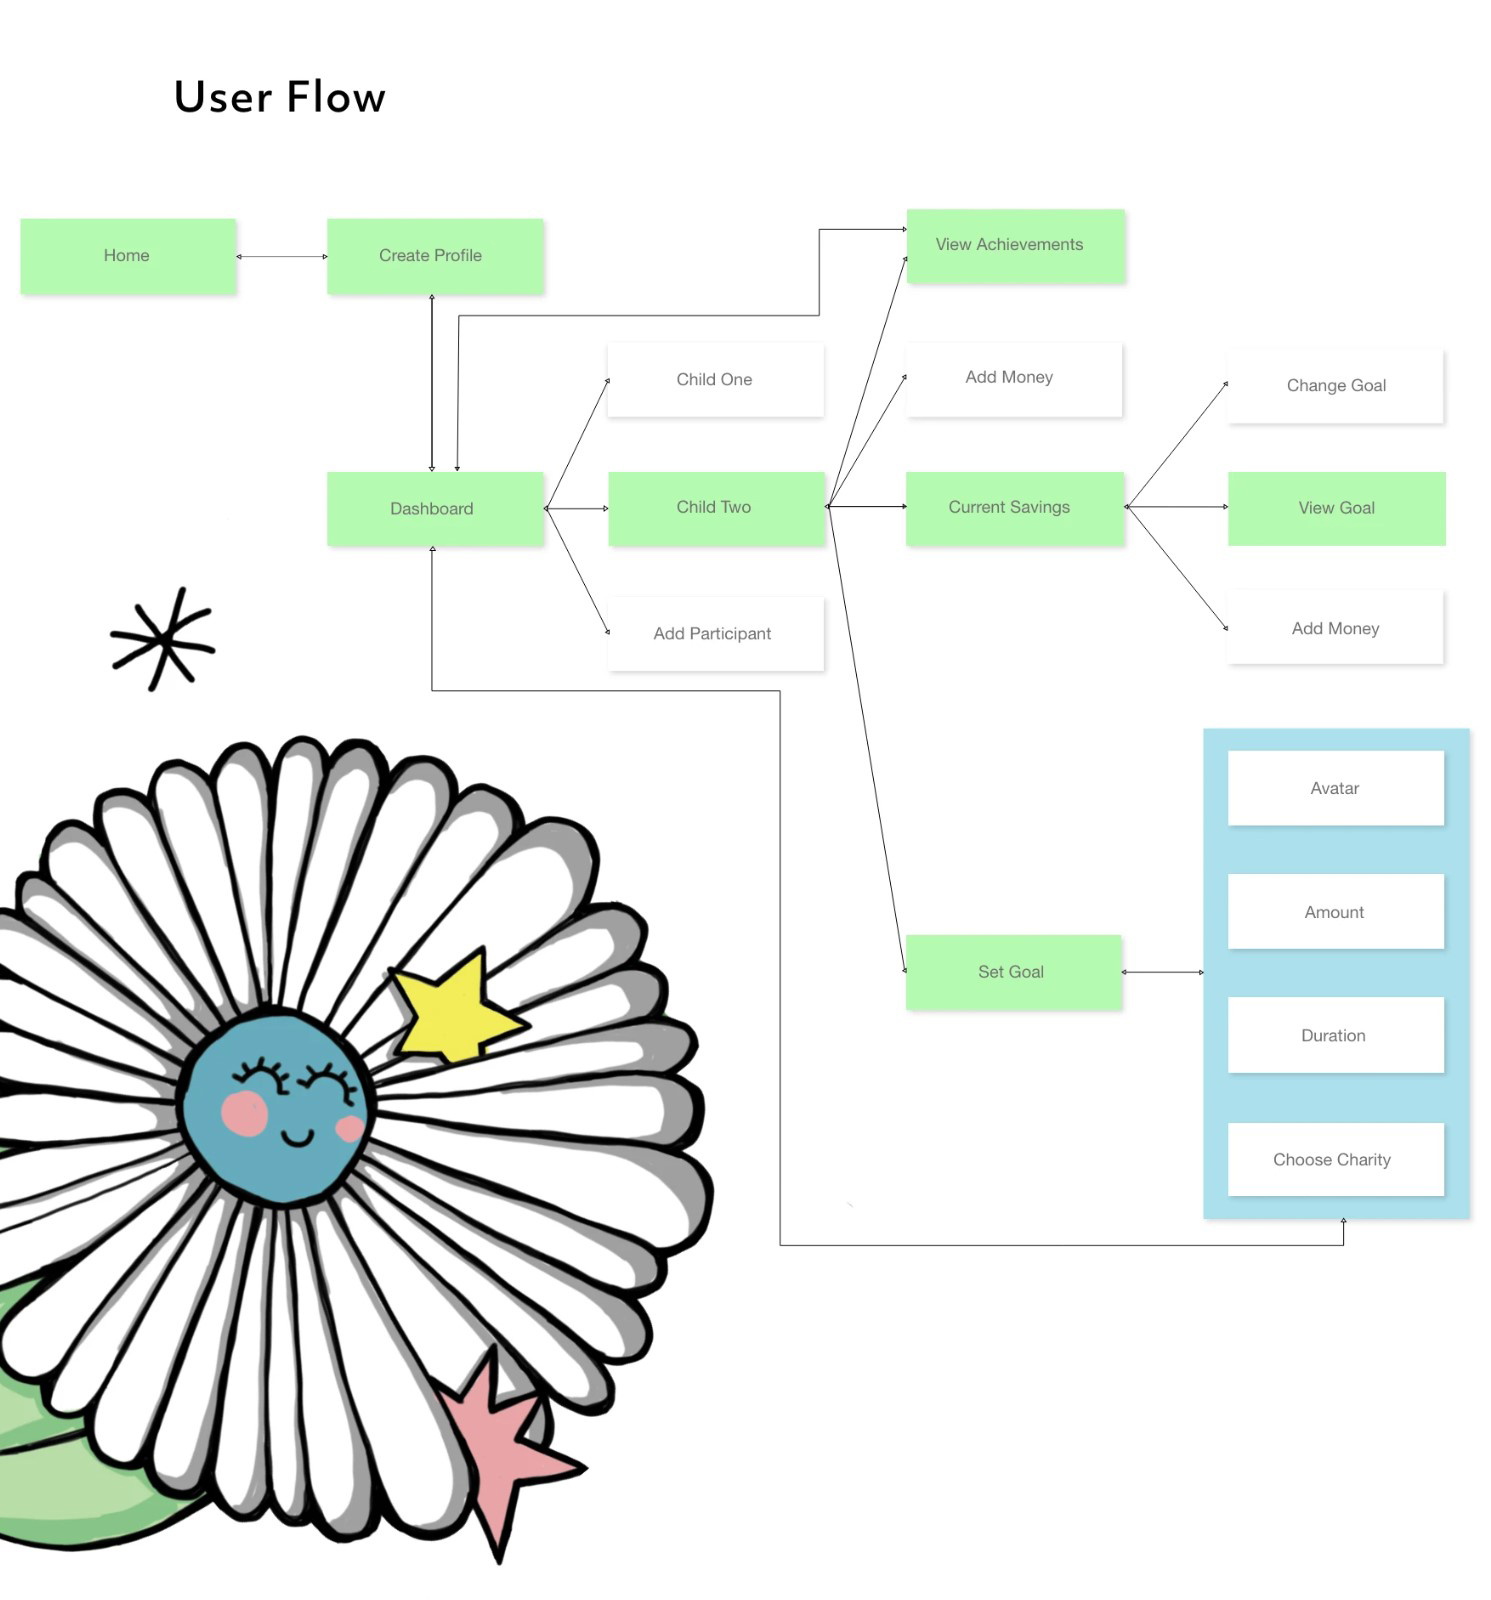 User Flow
Home
Create Profile
View Achievements
Child One
Add Money
Change Goal
Dashboard
Child Two
Current Savings
View Goal
Add Participant
Add Money
Avatar
Amount
Set Goal
Duration
Choose Charity